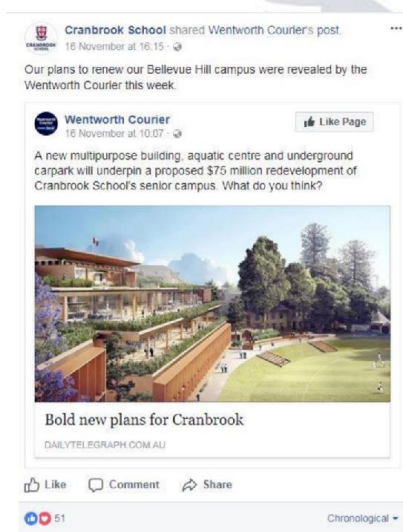 Cranbrook School shared Wentworth Courier's post.
16 November at 16:15
Our plans to renew our Bellevue Hill campus were revealed by the
Wentworth Courier this week.
Wentworth Courier
16 November at 10:07
Like Page
A new multipurpose building, aquatic centre and underground
carpark will underpin a proposed $75 million redevelopment of
Cranbrook School's senior campus. What do you think?
Bold new plans for Cranbrook
DAILYTELEGRAPH.COM.AU
Like Comment Share
51
Chronological